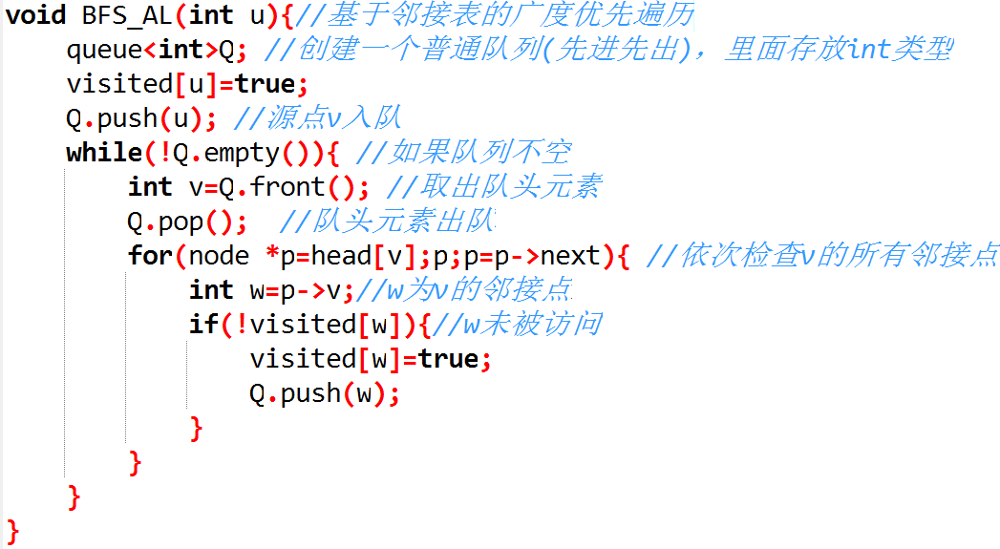 void BFS_AL(int u){//基于邻接表的广度优先遍历
    queue<int>Q; //创建一个普通队列(先进先出)，里面存放int类型
    visited[u]=true;
    Q.push(u); //源点v入队
    while(!Q.empty()){ //如果队列不空
        int v=Q.front(); //取出队头元素
        Q.pop();  //队头元素出队
        for(node *p=head[v];p;p=p->next){ //依次检查v的所有邻接点
            int w=p->v;//w为v的邻接点
            if(!visited[w]){//w未被访问
                visited[w]=true;
                Q.push(w);
            }
        }
    }
}